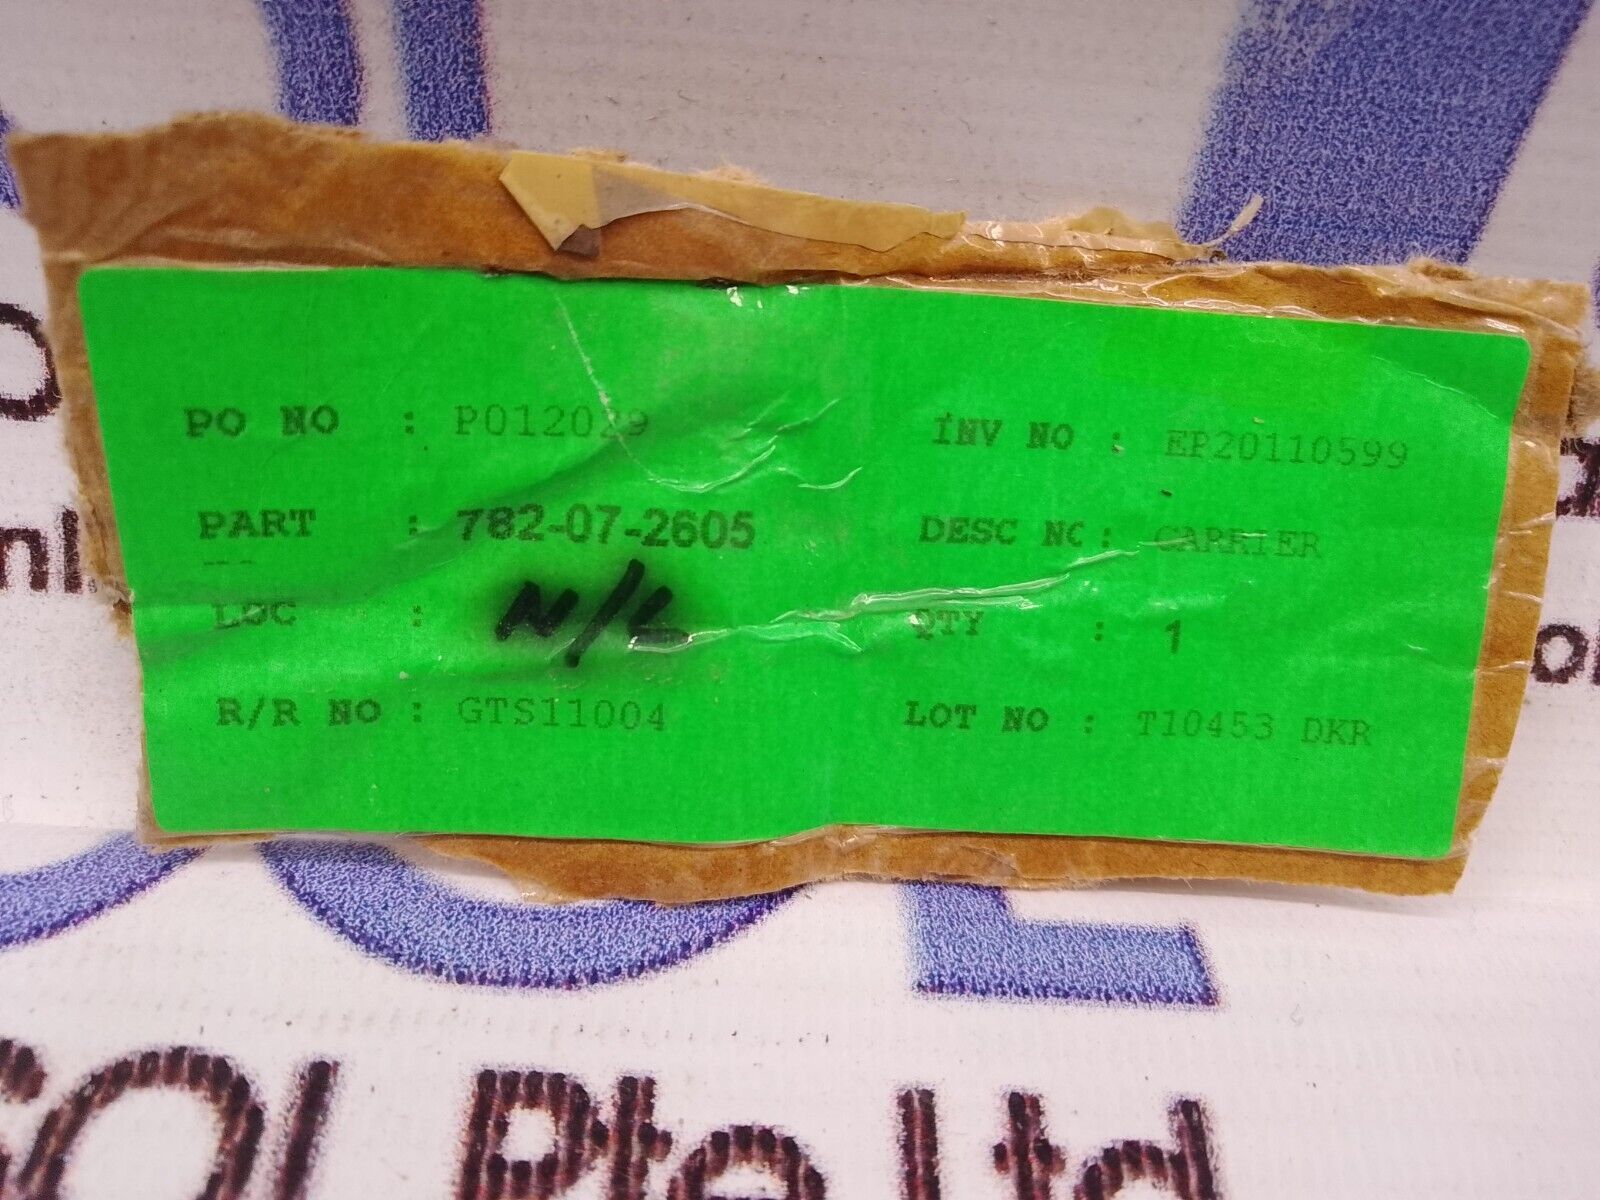 PO NO : P012029 INV NO : EP20110599
PART : 782-07-2605 DESC NO : CARRIER
LOC : N/L QTY : 1
R/R NO : GTS11004 LOT NO : T10453 DKR
Pte Ltd